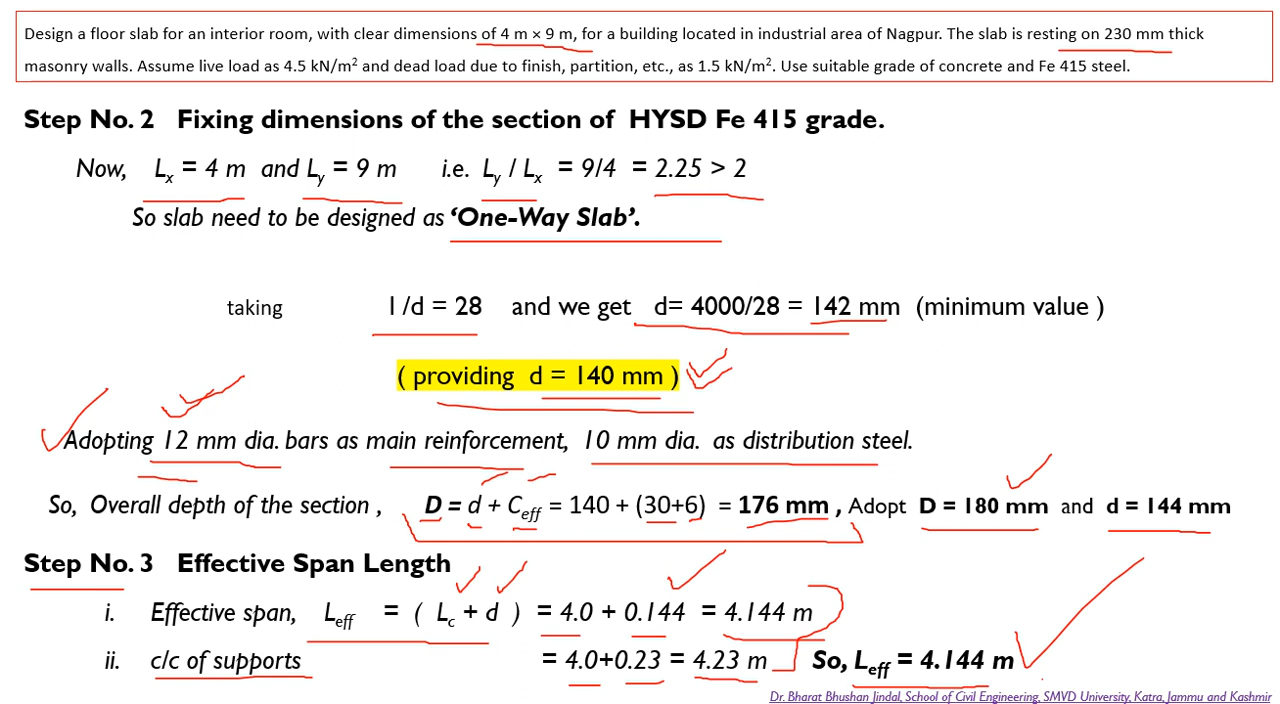 Design a floor slab for an interior room, with clear dimensions of 4 m × 9 m, for a building located in industrial area of Nagpur. The slab is resting on 230 mm thick
masonry walls. Assume live load as 4.5 kN/m² and dead load due to finish, partition, etc., as 1.5 kN/m². Use suitable grade of concrete and Fe 415 steel.
Step No. 2 Fixing dimensions of the section of HYSD Fe 415 grade.
Now, Lx = 4 m and Ly = 9 m i.e. Ly / Lx = 9/4 = 2.25 > 2
So slab need to be designed as ‘One-Way Slab’.
taking l /d = 28 and we get d= 4000/28 = 142 mm (minimum value )
( providing d = 140 mm )
Adopting 12 mm dia. bars as main reinforcement, 10 mm dia. as distribution steel.
So, Overall depth of the section , D = d + Ceff = 140 + (30+6) = 176 mm , Adopt D = 180 mm and d = 144 mm
Step No. 3 Effective Span Length
i. Effective span, Leff = ( Lc + d ) = 4.0 + 0.144 = 4.144 m
ii. c/c of supports = 4.0+0.23 = 4.23 m So, Leff = 4.144 m
Dr. Bharat Bhushan Jindal, School of Civil Engineering, SMVD University, Katra, Jammu and Kashmir